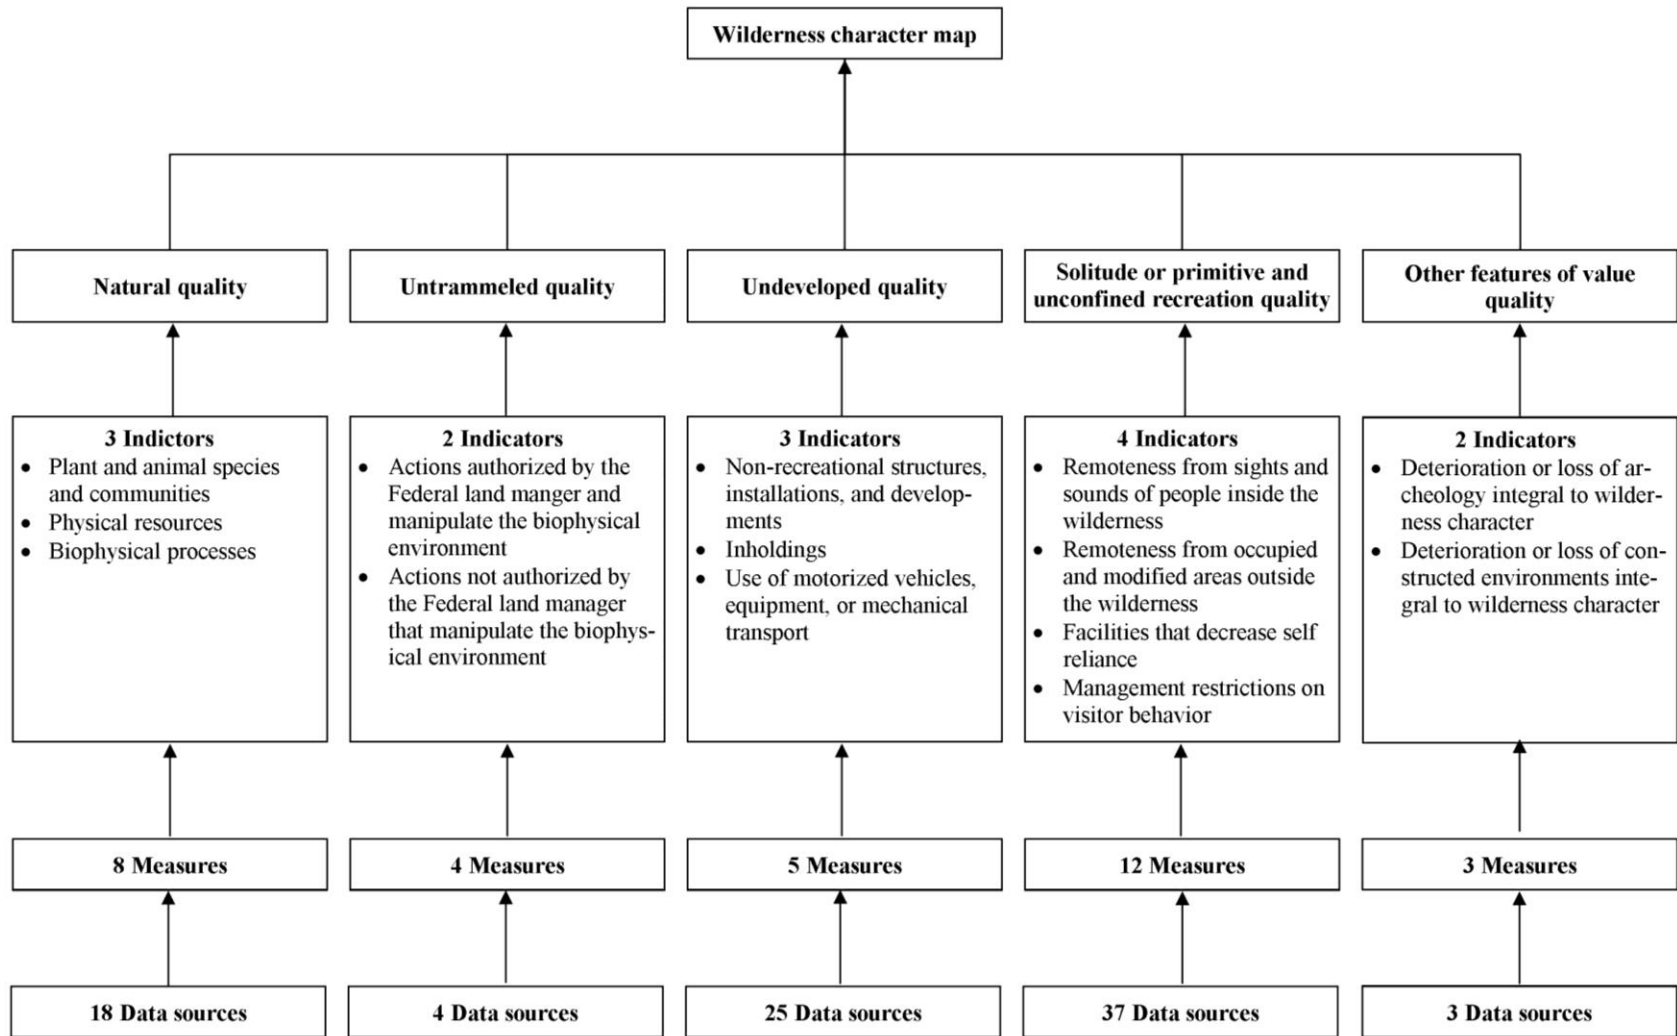 Wilderness character map
Natural quality
Untrammeled quality
Undeveloped quality
Solitude or primitive and
unconfined recreation quality
Other features of value
quality
3 Indictors
• Plant and animal species
and communities
• Physical resources
• Biophysical processes
2 Indicators
• Actions authorized by the
Federal land manger and
manipulate the biophysical
environment
• Actions not authorized by
the Federal land manager
that manipulate the biophys-
ical environment
3 Indicators
• Non-recreational structures,
installations, and develop-
ments
• Inholdings
• Use of motorized vehicles,
equipment, or mechanical
transport
4 Indicators
• Remoteness from sights and
sounds of people inside the
wilderness
• Remoteness from occupied
and modified areas outside
the wilderness
• Facilities that decrease self
reliance
• Management restrictions on
visitor behavior
2 Indicators
• Deterioration or loss of ar-
cheology integral to wilder-
ness character
• Deterioration or loss of con-
structed environments inte-
gral to wilderness character
8 Measures
4 Measures
5 Measures
12 Measures
3 Measures
18 Data sources
4 Data sources
25 Data sources
37 Data sources
3 Data sources